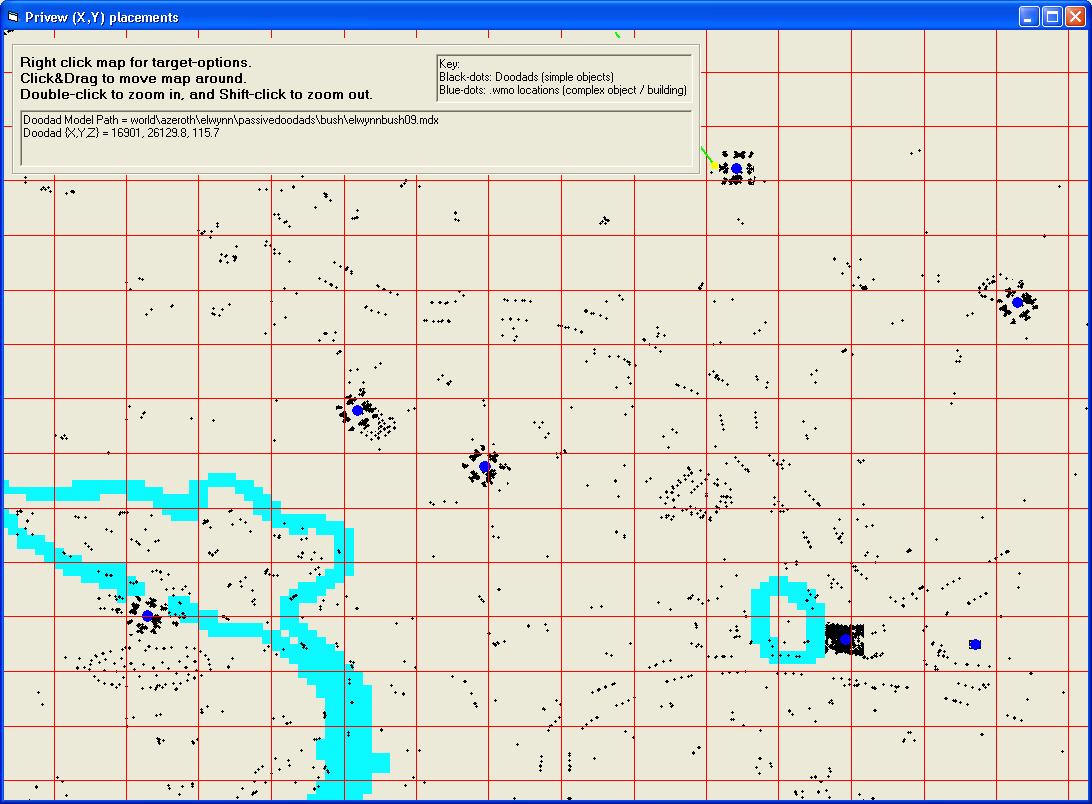 Privew (X,Y) placements
Right click map for target-options.
Click&Drag to move map around.
Double-click to zoom in, and Shift-click to zoom out.
Key:
Black-dots: Doodads (simple objects)
Blue-dots: .wmo locations (complex object / building)
Doodad Model Path = world\azeroth\elwynn\passivedoodads\bush\elwynnbush09.mdx
Doodad {X,Y,Z} = 16901, 26129.8, 115.7